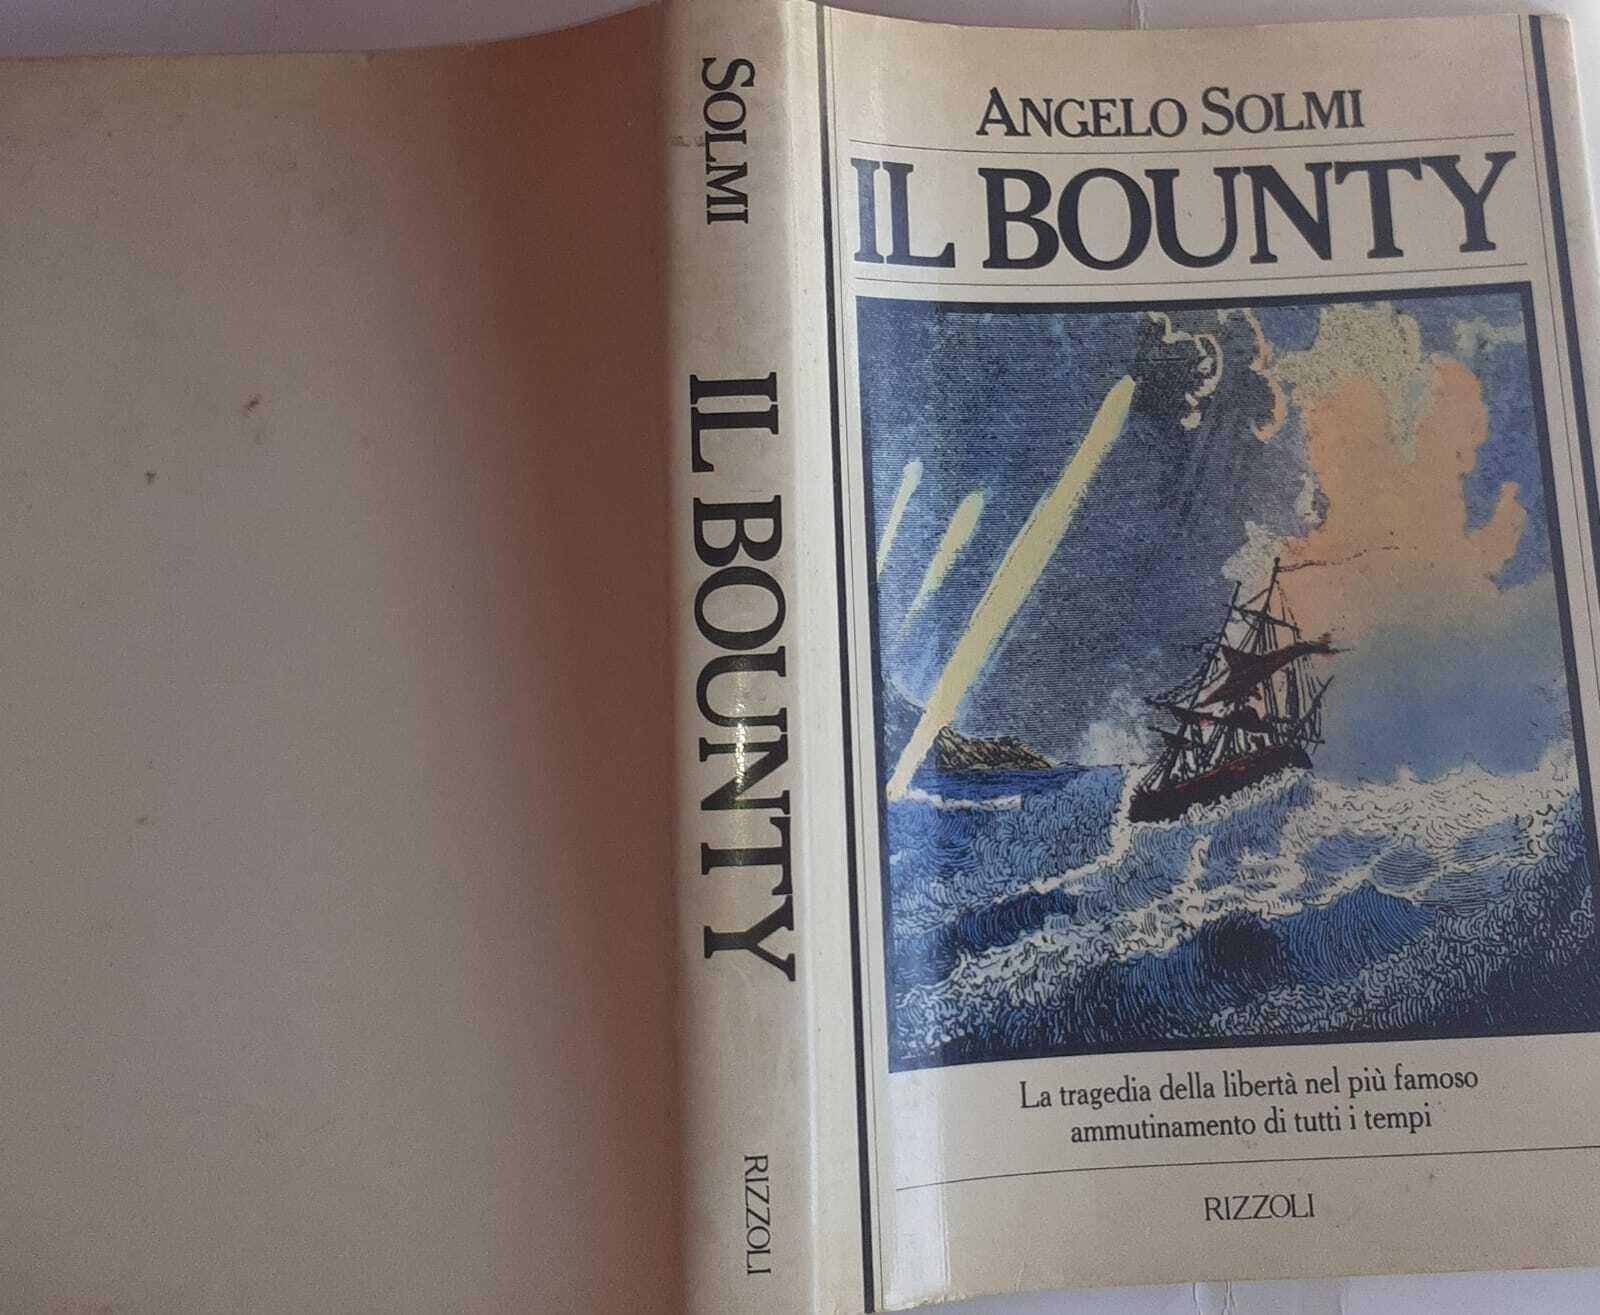 SOLMI
IL BOUNTY
RIZZOLI
ANGELO SOLMI
IL BOUNTY
La tragedia della libertà nel più famoso
ammutinamento di tutti i tempi
RIZZOLI